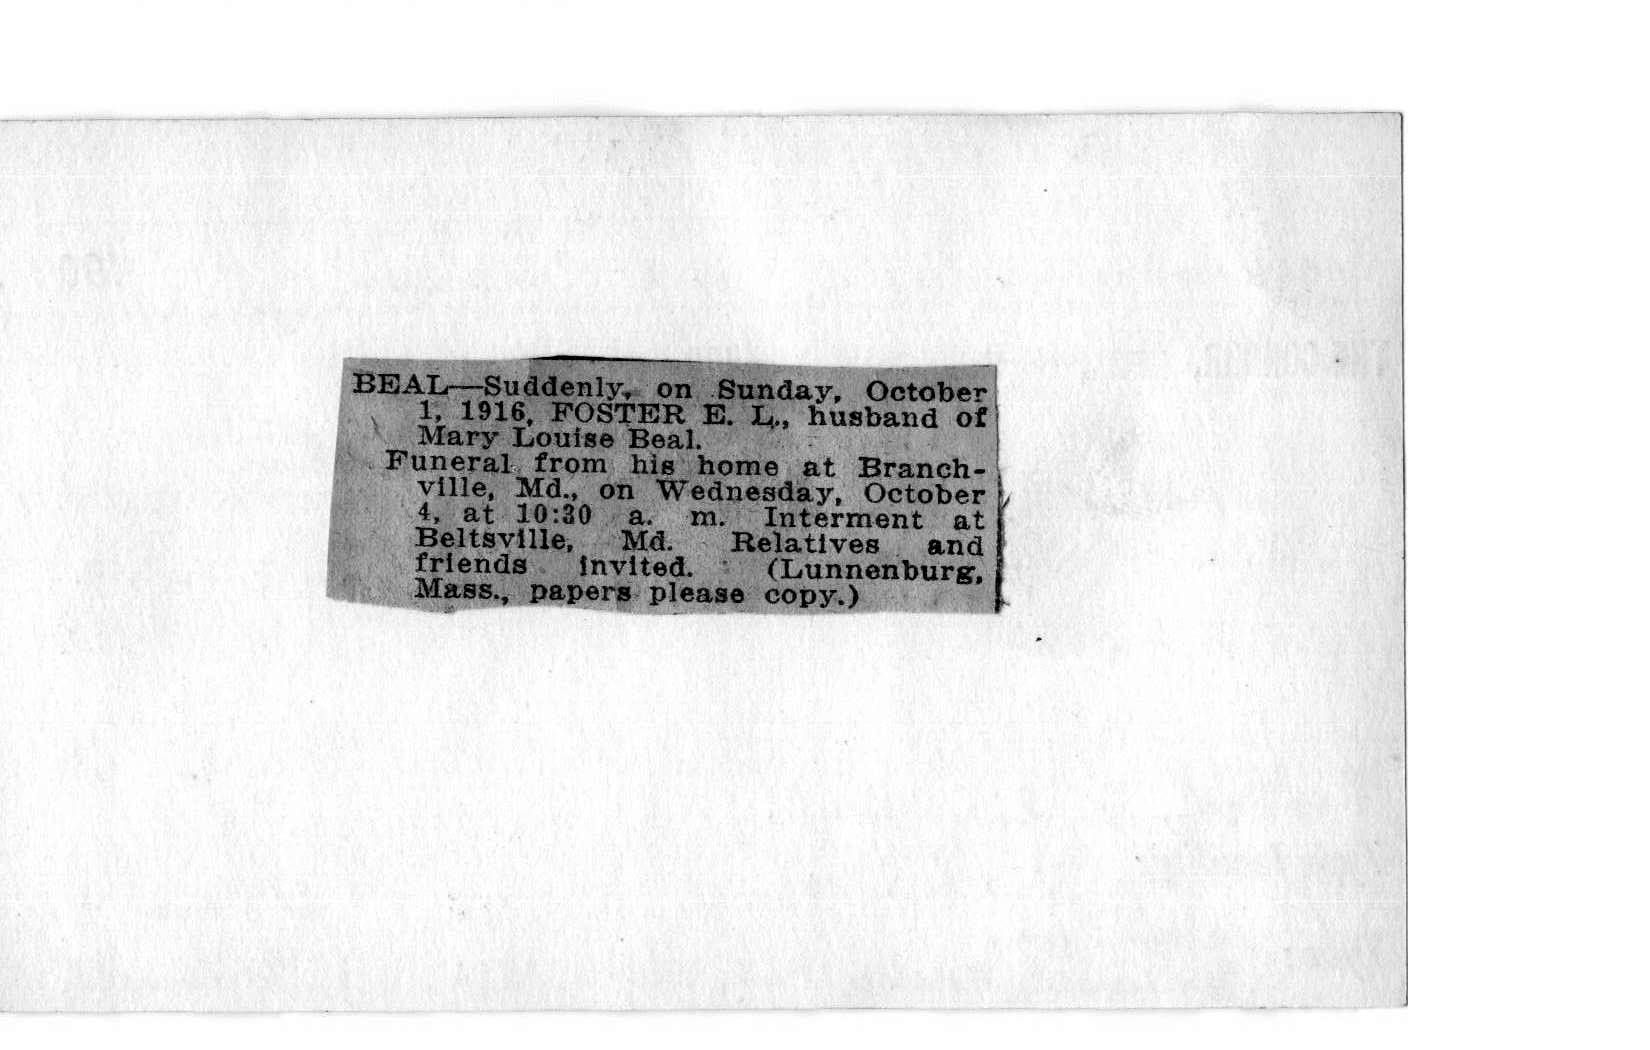 BEAL—Suddenly, on Sunday, October
1, 1916, FOSTER E. L., husband of
Mary Louise Beal.
Funeral from his home at Branch-
ville, Md., on Wednesday, October
4, at 10:30 a. m. Interment at
Beltsville, Md. Relatives and
friends invited. (Lunnenburg,
Mass., papers please copy.)